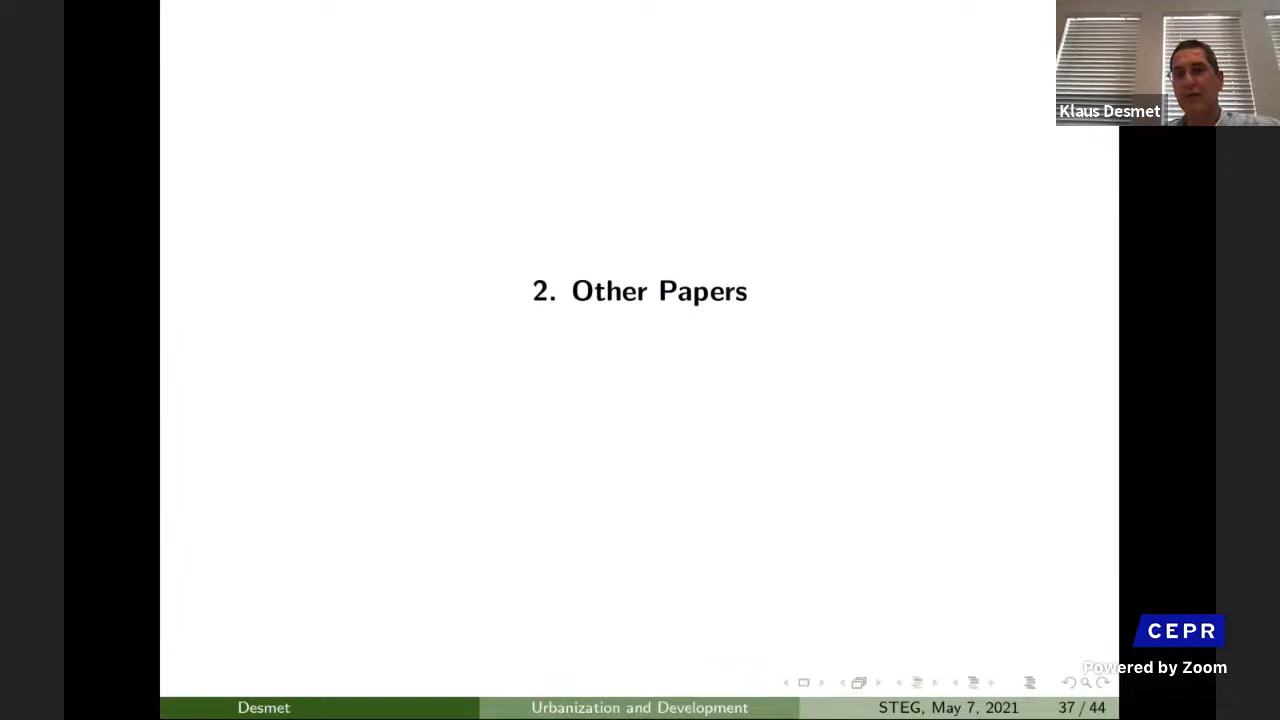 Klaus Desmet
2. Other Papers
CEPR
Powered by Zoom
Desmet
Urbanization and Development
STEG, May 7, 2021
37 / 44